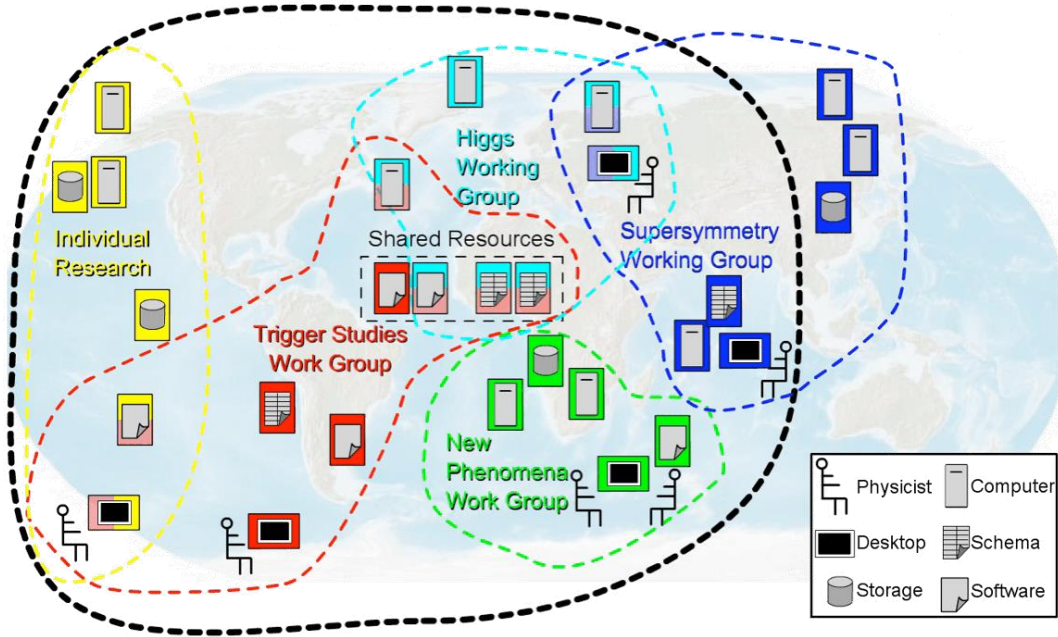 Higgs
Working
Group
Individual
Research
Shared Resources
Supersymmetry
Working Group
Trigger Studies
Work Group
New
Phenomena
Work Group
Physicist
Computer
Desktop
Schema
Storage
Software